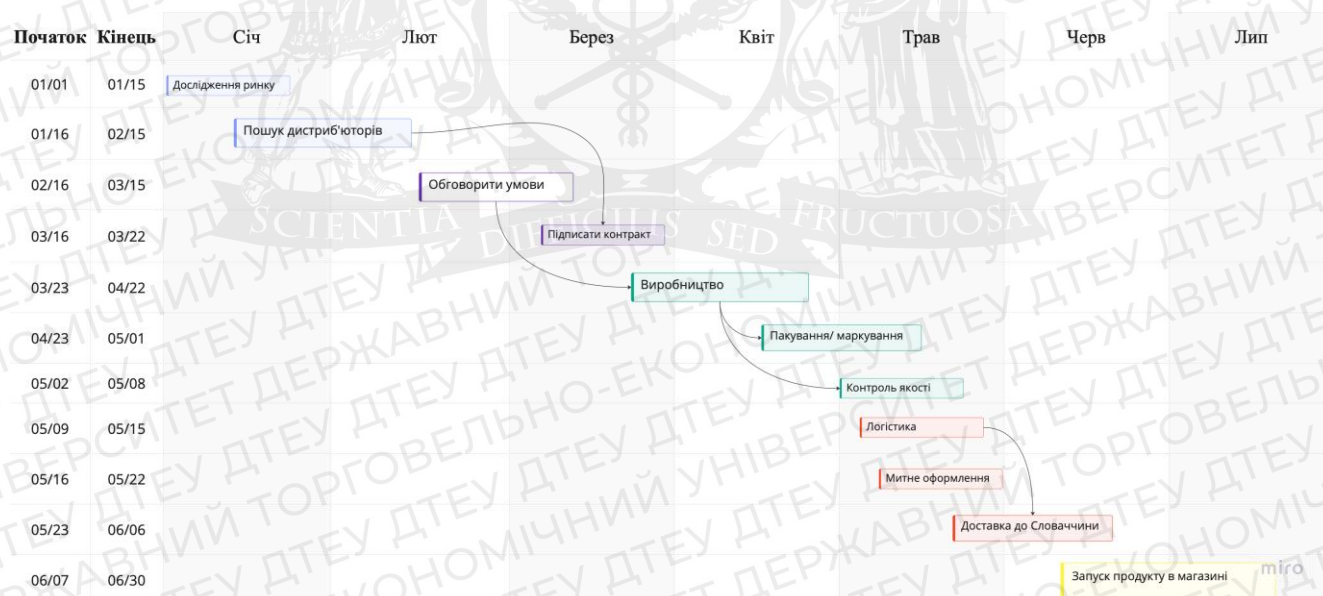 Початок Кінець Січ Лют Берез Квіт Трав Черв Лип
01/01 01/15 Дослідження ринку
01/16 02/15 Пошук дистриб'юторів
02/16 03/15 Обговорити умови
03/16 03/22 Підписати контракт
03/23 04/22 Виробництво
04/23 05/01 Пакування/ маркування
05/02 05/08 Контроль якості
05/09 05/15 Логістика
05/16 05/22 Митне оформлення
05/23 06/06 Доставка до Словаччини
06/07 06/30 Запуск продукту в магазині
miro
SCIENTIA DIFFICILIS SED FRUCTUOSA